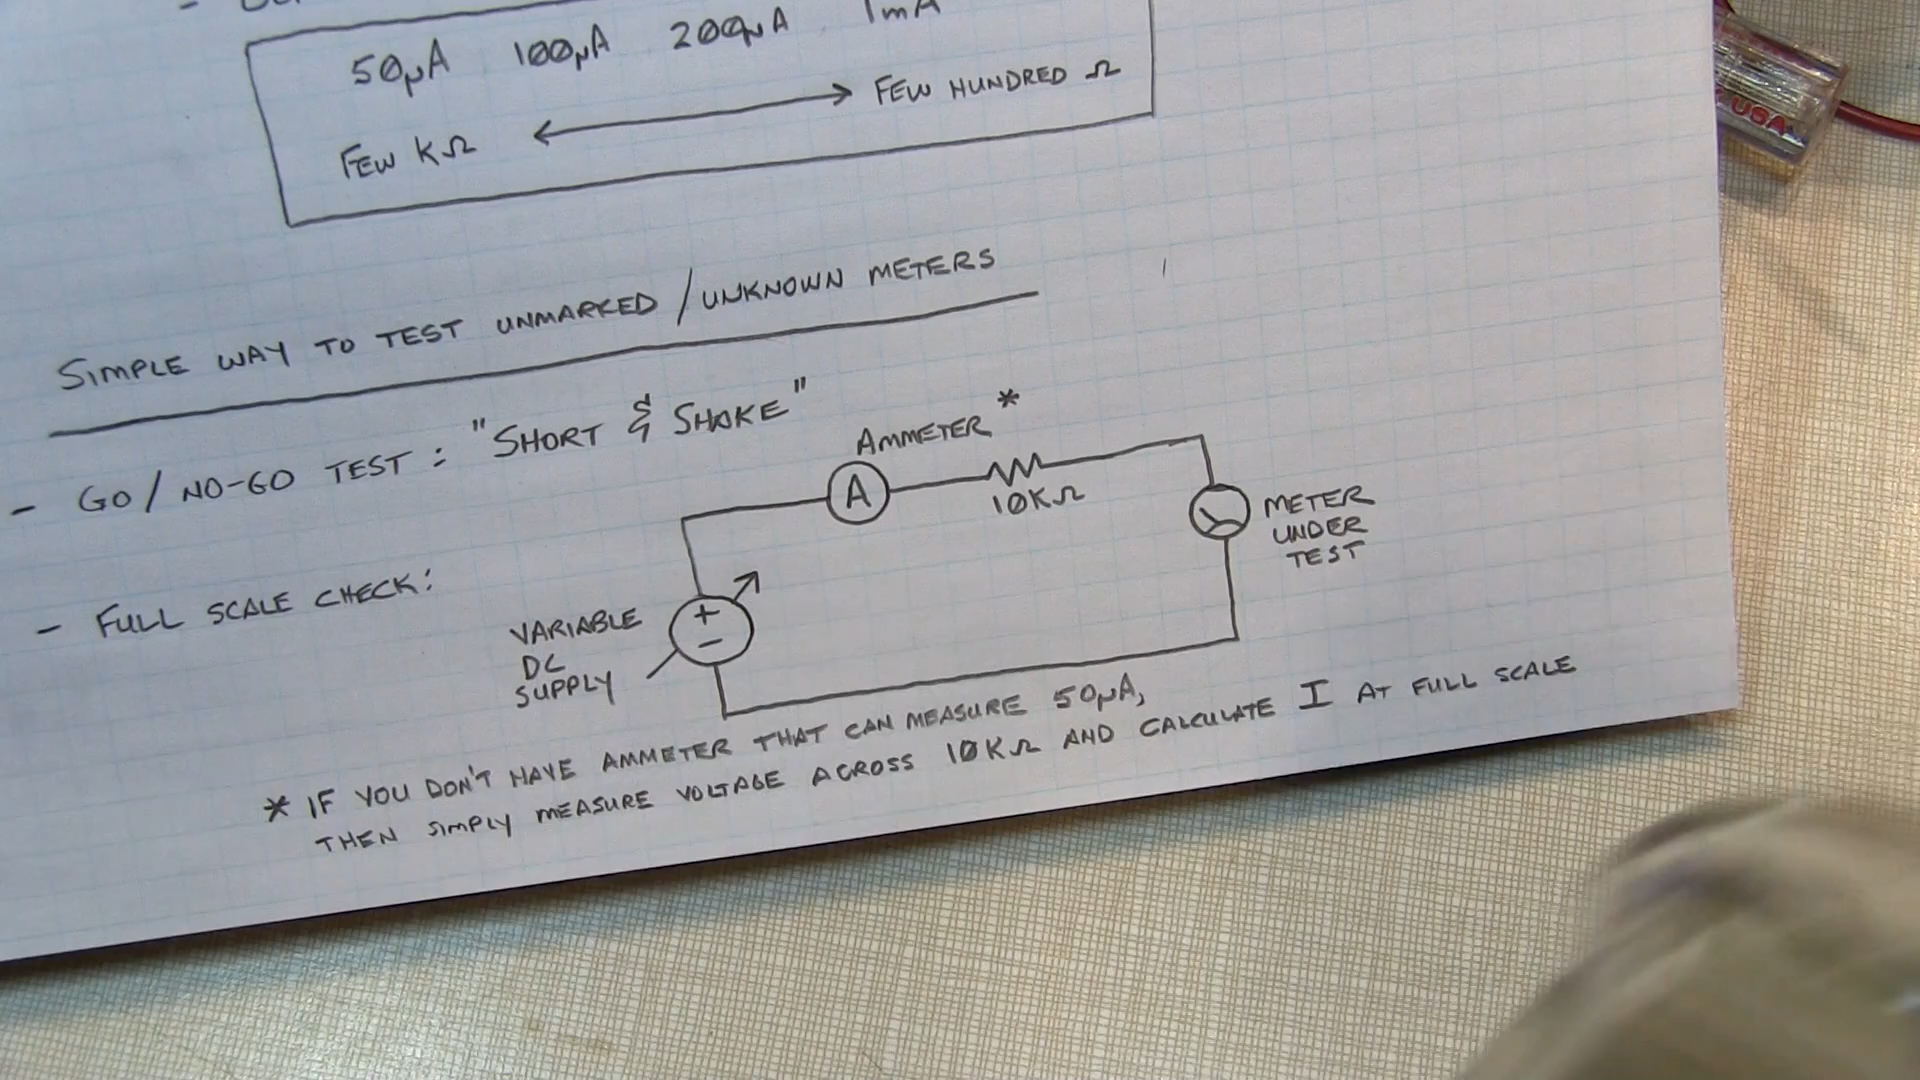 50µA 100µA 200µA 1mA
FEW KΩ ⟷ FEW HUNDRED Ω
SIMPLE WAY TO TEST UNMARKED/UNKNOWN METERS
- GO/NO-GO TEST: "SHORT & SHAKE"
- FULL SCALE CHECK:
AMMETER *
A
10KΩ
METER
UNDER
TEST
VARIABLE
DC
SUPPLY
+
−
* IF YOU DON'T HAVE AMMETER THAT CAN MEASURE 50µA,
THEN SIMPLY MEASURE VOLTAGE ACROSS 10KΩ AND CALCULATE I AT FULL SCALE
USA